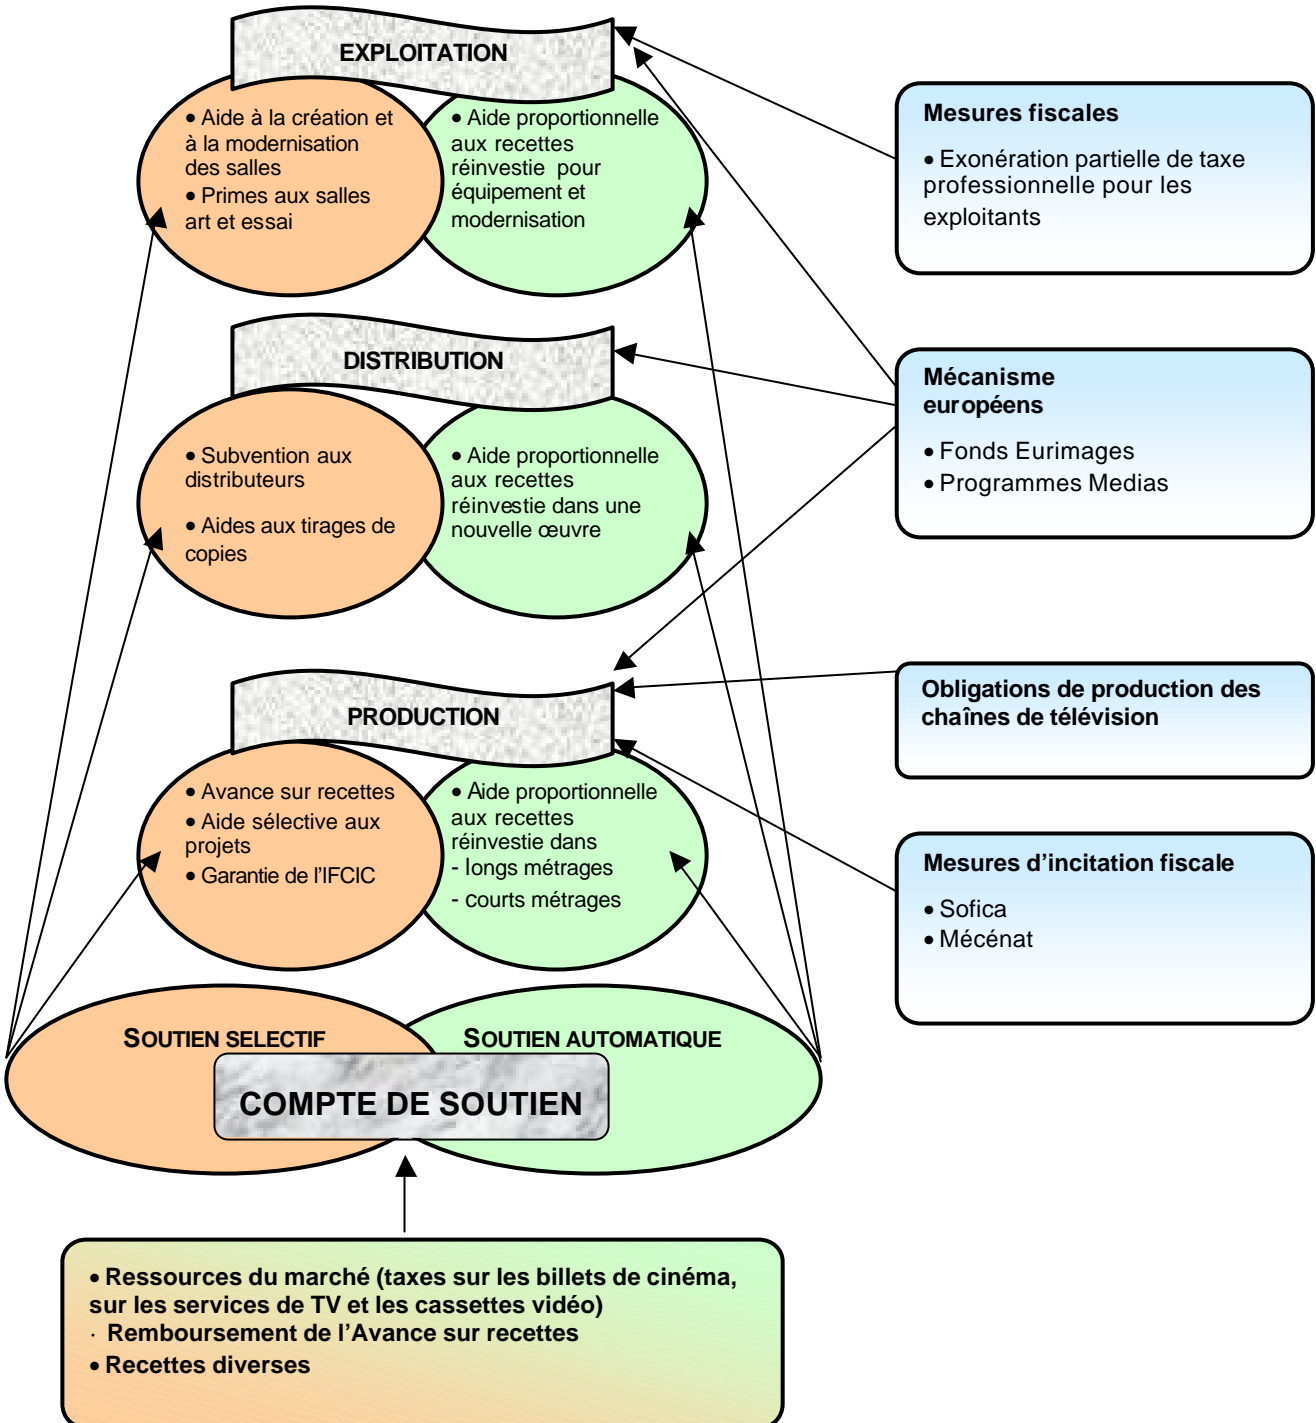 EXPLOITATION
• Aide à la création et
à la modernisation
des salles
• Primes aux salles
art et essai
• Aide proportionnelle
aux recettes
réinvestie pour
équipement et
modernisation
Mesures fiscales
• Exonération partielle de taxe
professionnelle pour les
exploitants
DISTRIBUTION
• Subvention aux
distributeurs
• Aides aux tirages de
copies
• Aide proportionnelle
aux recettes
réinvestie dans une
nouvelle œuvre
Mécanisme
européens
• Fonds Eurimages
• Programmes Medias
PRODUCTION
• Avance sur recettes
• Aide sélective aux
projets
• Garantie de l'IFCIC
• Aide proportionnelle
aux recettes
réinvestie dans
- longs métrages
- courts métrages
Obligations de production des
chaînes de télévision
Mesures d'incitation fiscale
• Sofica
• Mécénat
SOUTIEN SELECTIF
SOUTIEN AUTOMATIQUE
COMPTE DE SOUTIEN
• Ressources du marché (taxes sur les billets de cinéma,
sur les services de TV et les cassettes vidéo)
· Remboursement de l'Avance sur recettes
• Recettes diverses